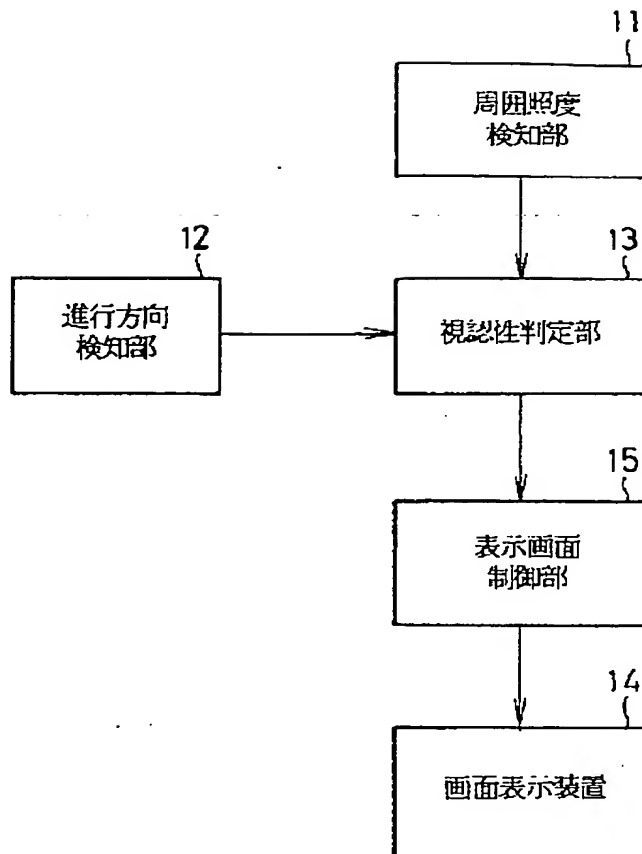 11
周囲照度
検知部
12
進行方向
検知部
13
視認性判定部
15
表示画面
制御部
14
画面表示装置